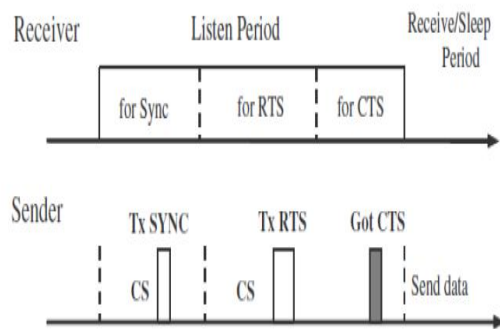 Receiver
Listen Period
Receive/Sleep
Period
for Sync
for RTS
for CTS
Sender
Tx SYNC
Tx RTS
Got CTS
CS
CS
Send data